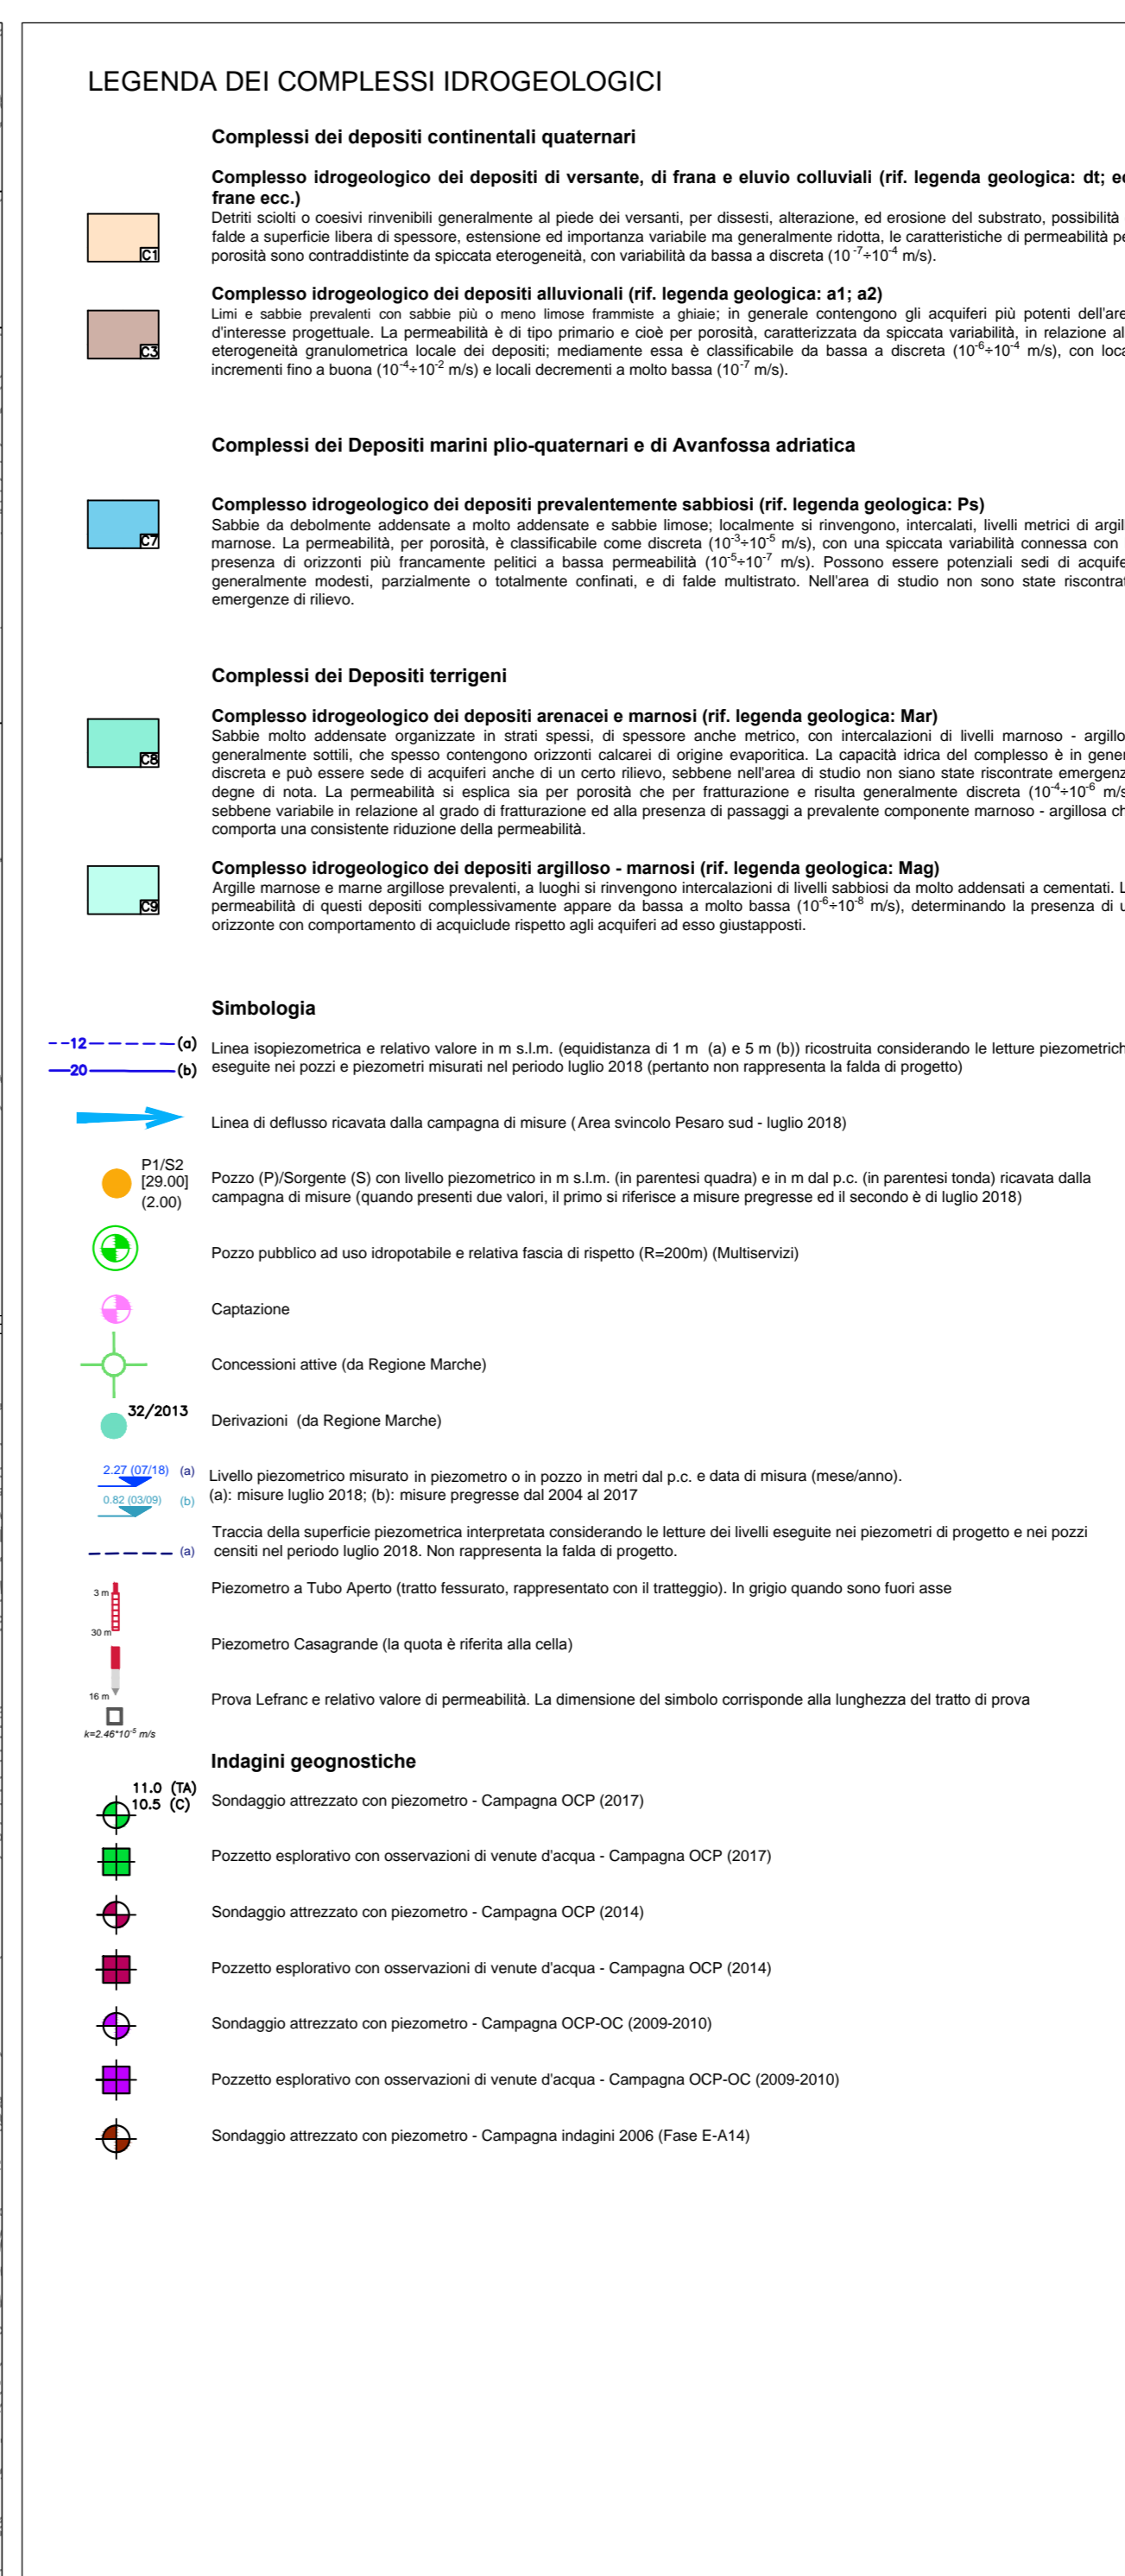 LEGENDA DEI COMPLESSI IDROGEOLOGICI
Complessi dei depositi continentali quaternari
Complesso idrogeologico dei depositi di versante, di frana e eluvio colluviali (rif. legenda geologica: dt;
frane ecc.)
Detriti sciolti o coesivi rinvenibili generalmente al piede dei versanti, per dissesti, alterazione, ed erosione del substrato, possibilità
falde a superficie libera di spessore, estensione ed importanza variabile ma generalmente ridotta, le caratteristiche di permeabilità
porosità sono contraddistinte da spiccata eterogeneità, con variabilità da bassa a discreta (10⁻⁷÷10⁻⁴ m/s).
C1
Complesso idrogeologico dei depositi alluvionali (rif. legenda geologica: a1; a2)
Limi e sabbie prevalenti con sabbie più o meno limose frammiste a ghiaie; in generale contengono gli acquiferi più potenti
d'interesse progettuale. La permeabilità è di tipo primario e cioè per porosità, caratterizzata da spiccata variabilità, in relazione
eterogeneità granulometrica locale dei depositi; mediamente essa è classificabile da bassa a discreta (10⁻⁶÷10⁻⁴ m/s), con
incrementi fino a buona (10⁻⁴÷10⁻² m/s) e locali decrementi a molto bassa (10⁻⁷ m/s).
C3
Complessi dei Depositi marini plio-quaternari e di Avanfossa adriatica
Complesso idrogeologico dei depositi prevalentemente sabbiosi (rif. legenda geologica: Ps)
Sabbie da debolmente addensate a molto addensate e sabbie limose; localmente si rinvengono, intercalati, livelli metrici di
marnose. La permeabilità, per porosità, è classificabile come discreta (10⁻³÷10⁻⁵ m/s), con una spiccata variabilità connessa con
presenza di orizzonti più francamente pelitici a bassa permeabilità (10⁻⁵÷10⁻⁷ m/s). Possono essere potenziali sedi di
generalmente modesti, parzialmente o totalmente confinati, e di falde multistrato. Nell'area di studio non sono state
emergenze di rilievo.
C7
Complessi dei Depositi terrigeni
Complesso idrogeologico dei depositi arenacei e marnosi (rif. legenda geologica: Mar)
Sabbie molto addensate organizzate in strati spessi, di spessore anche metrico, con intercalazioni di livelli marnoso -
generalmente sottili, che spesso contengono orizzonti calcarei di origine evaporitica. La capacità idrica del complesso è in
discreta e può essere sede di acquiferi anche di un certo rilievo, sebbene nell'area di studio non siano state riscontrate
degne di nota. La permeabilità si esplica sia per porosità che per fratturazione e risulta generalmente discreta (10⁻⁴÷10⁻⁶
sebbene variabile in relazione al grado di fratturazione ed alla presenza di passaggi a prevalente componente marnoso - argillosa
comporta una consistente riduzione della permeabilità.
C8
Complesso idrogeologico dei depositi argilloso - marnosi (rif. legenda geologica: Mag)
Argille marnose e marne argillose prevalenti, a luoghi si rinvengono intercalazioni di livelli sabbiosi da molto addensati a cementati.
permeabilità di questi depositi complessivamente appare da bassa a molto bassa (10⁻⁶÷10⁻⁸ m/s), determinando la presenza di
orizzonte con comportamento di acquiclude rispetto agli acquiferi ad esso giustapposti.
C9
Simbologia
12 (a)
20 (b)
Linea isopiezometrica e relativo valore in m s.l.m. (equidistanza di 1 m (a) e 5 m (b)) ricostruita considerando le letture
eseguite nei pozzi e piezometri misurati nel periodo luglio 2018 (pertanto non rappresenta la falda di progetto)
Linea di deflusso ricavata dalla campagna di misure (Area svincolo Pesaro sud - luglio 2018)
P1/S2
[29.00]
(2.00)
Pozzo (P)/Sorgente (S) con livello piezometrico in m s.l.m. (in parentesi quadra) e in m dal p.c. (in parentesi tonda) ricavata dalla
campagna di misure (quando presenti due valori, il primo si riferisce a misure pregresse ed il secondo è di luglio 2018)
Pozzo pubblico ad uso idropotabile e relativa fascia di rispetto (R=200m) (Multiservizi)
Captazione
Concessioni attive (da Regione Marche)
32/2013
Derivazioni (da Regione Marche)
2.27 (07/18) (a)
0.82 (03/09) (b)
Livello piezometrico misurato in piezometro o in pozzo in metri dal p.c. e data di misura (mese/anno).
(a): misure luglio 2018; (b): misure pregresse dal 2004 al 2017
(a)
Traccia della superficie piezometrica interpretata considerando le letture dei livelli eseguite nei piezometri di progetto e nei pozzi
censiti nel periodo luglio 2018. Non rappresenta la falda di progetto.
3 m
30 m
Piezometro a Tubo Aperto (tratto fessurato, rappresentato con il tratteggio). In grigio quando sono fuori asse
16 m
Piezometro Casagrande (la quota è riferita alla cella)
k=2.46*10⁻⁵ m/s
Prova Lefranc e relativo valore di permeabilità. La dimensione del simbolo corrisponde alla lunghezza del tratto di prova
Indagini geognostiche
11.0 (TA)
10.5 (C)
Sondaggio attrezzato con piezometro - Campagna OCP (2017)
Pozzetto esplorativo con osservazioni di venute d'acqua - Campagna OCP (2017)
Sondaggio attrezzato con piezometro - Campagna OCP (2014)
Pozzetto esplorativo con osservazioni di venute d'acqua - Campagna OCP (2014)
Sondaggio attrezzato con piezometro - Campagna OCP-OC (2009-2010)
Pozzetto esplorativo con osservazioni di venute d'acqua - Campagna OCP-OC (2009-2010)
Sondaggio attrezzato con piezometro - Campagna indagini 2006 (Fase E-A14)